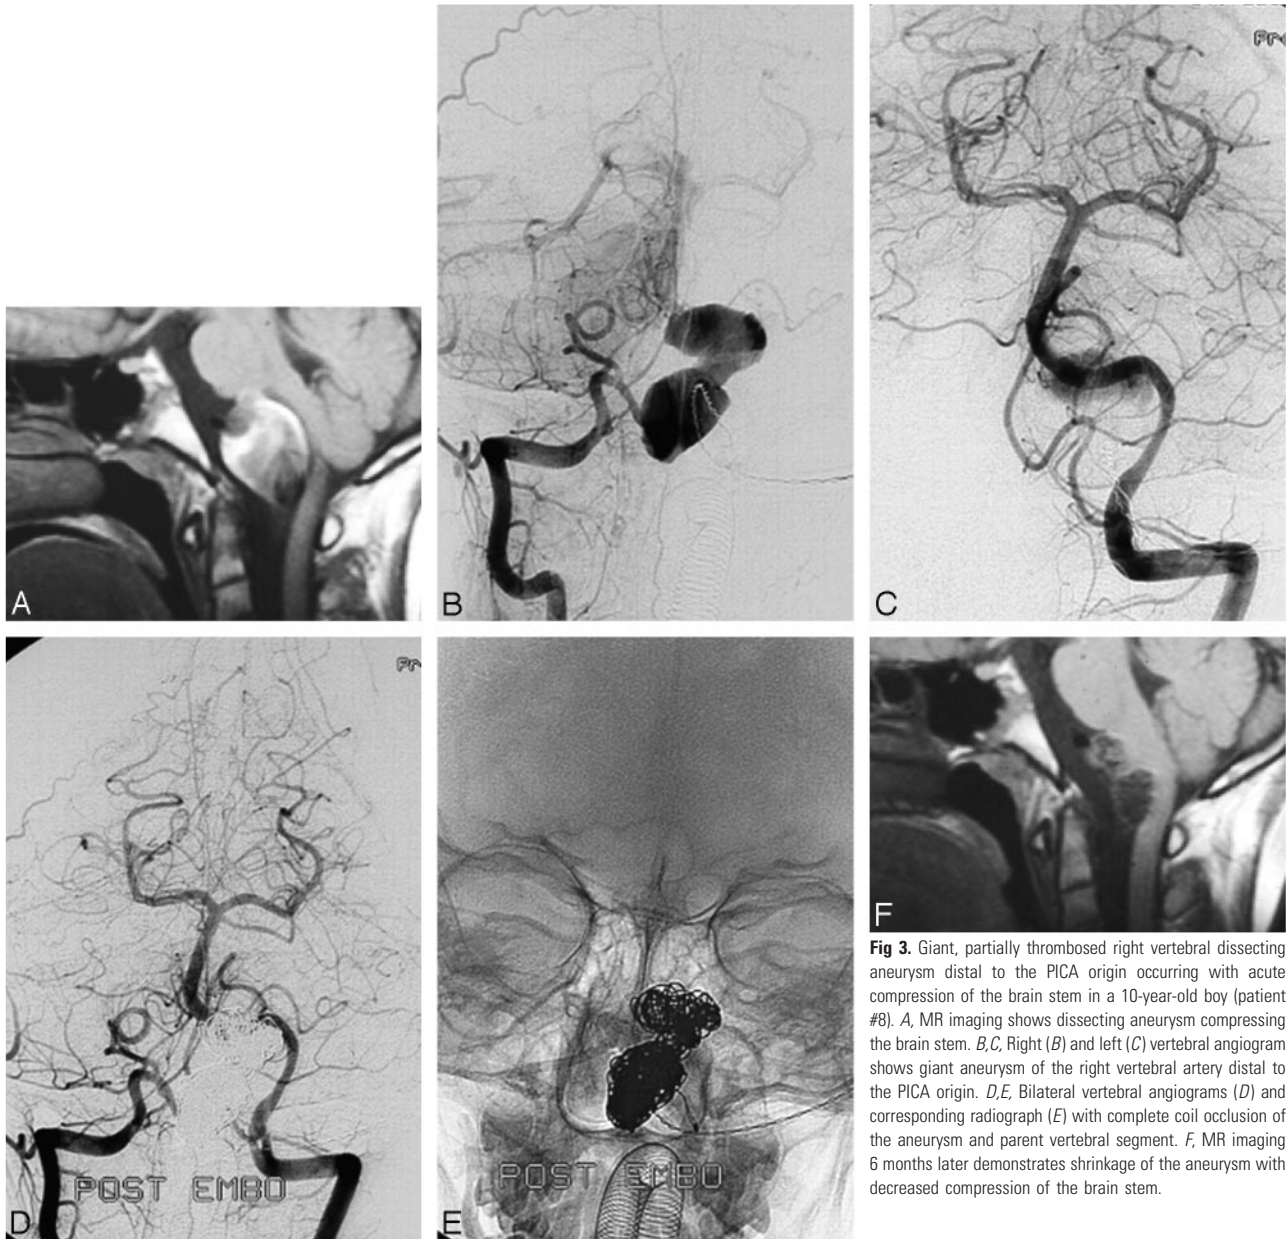 Pr
A
B
C
Pr
D
POST EMBO
E
POST EMBO
F
Fig 3. Giant, partially thrombosed right vertebral dissecting
aneurysm distal to the PICA origin occurring with acute
compression of the brain stem in a 10-year-old boy (patient
#8). A, MR imaging shows dissecting aneurysm compressing
the brain stem. B,C, Right (B) and left (C) vertebral angiogram
shows giant aneurysm of the right vertebral artery distal to
the PICA origin. D,E, Bilateral vertebral angiograms (D) and
corresponding radiograph (E) with complete coil occlusion of
the aneurysm and parent vertebral segment. F, MR imaging
6 months later demonstrates shrinkage of the aneurysm with
decreased compression of the brain stem.